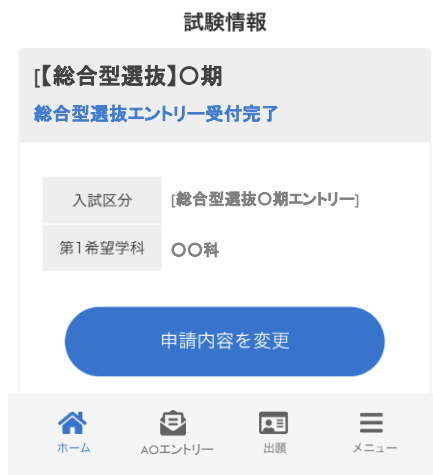 試験情報
[【総合型選抜】〇期
総合型選抜エントリー受付完了
入試区分 [総合型選抜〇期エントリー]
第1希望学科 〇〇科
申請内容を変更
ホーム AOエントリー 出願 メニュー